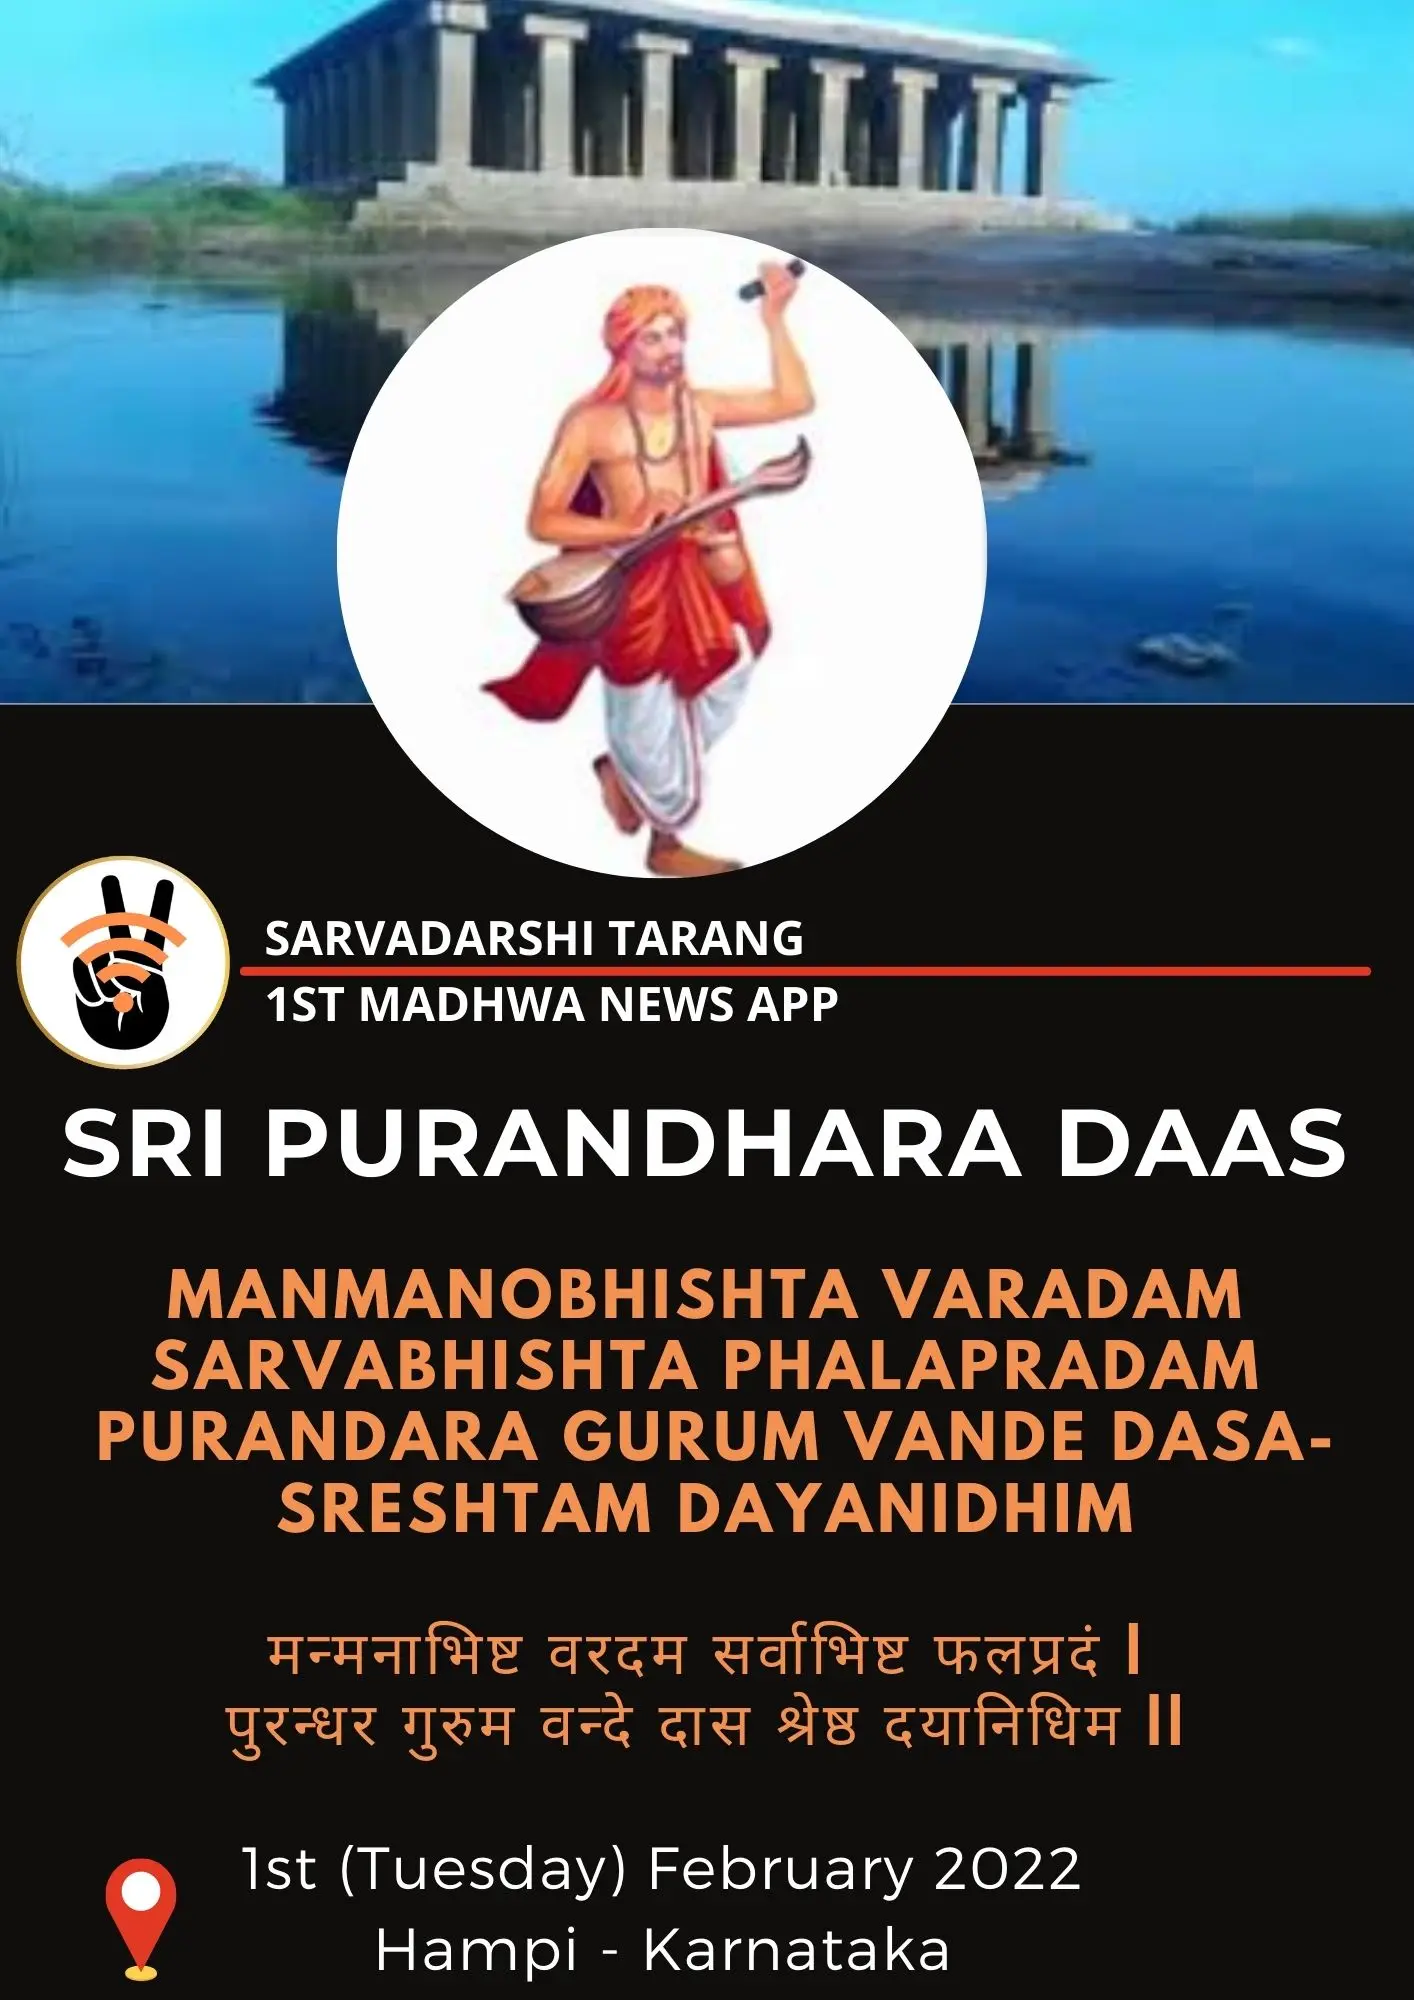 SARVADARSHI TARANG
1ST MADHWA NEWS APP
SRI PURANDHARA DAAS
MANMANOBHISHTA VARADAM
SARVABHISHTA PHALAPRADAM
PURANDARA GURUM VANDE DASA-
SRESHTAM DAYANIDHIM
मन्मनाभिष्ट वरदम सर्वाभिष्ट फलप्रदं I
पुरन्धर गुरुम वन्दे दास श्रेष्ठ दयानिधिम II
1st (Tuesday) February 2022
Hampi - Karnataka